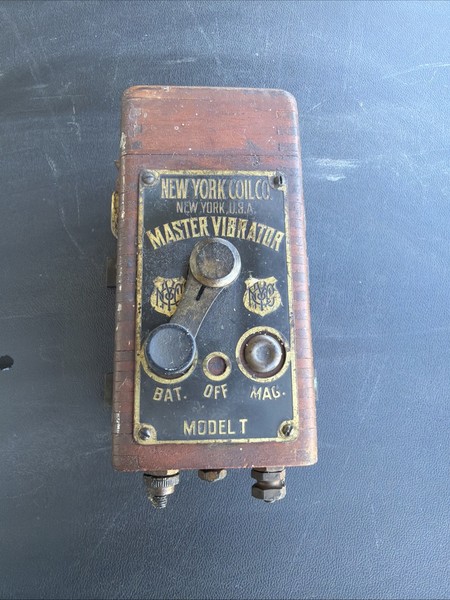 NEW YORK COIL CO.
NEW YORK, U.S.A.
MASTER VIBRATOR
BAT. OFF MAG.
MODEL T